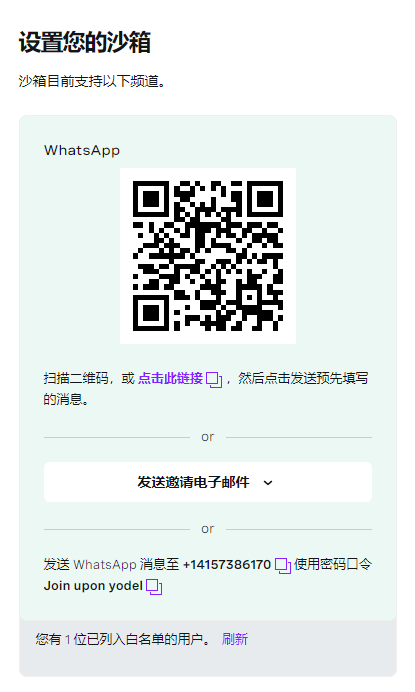 设置您的沙箱
沙箱目前支持以下频道。
WhatsApp
扫描二维码，或 点击此链接 ，然后点击发送预先填写
的消息。
or
发送邀请电子邮件
or
发送 WhatsApp 消息至 +14157386170 使用密码口令
Join upon yodel
您有 1 位已列入白名单的用户。 刷新